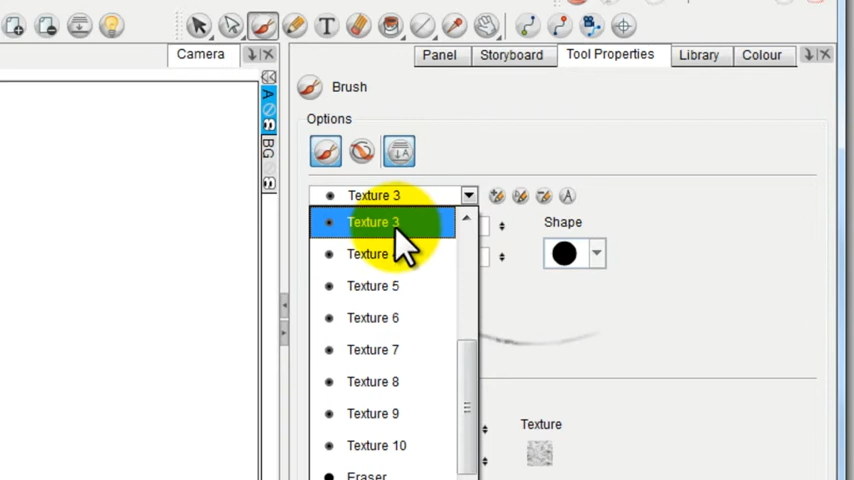 Camera
Panel Storyboard Tool Properties Library Colour
Brush
Options
Texture 3
Texture 3
Shape
Texture
Texture 5
Texture 6
Texture 7
Texture 8
Texture 9
Texture
Texture 10
Eraser
A
BG
T
A
A